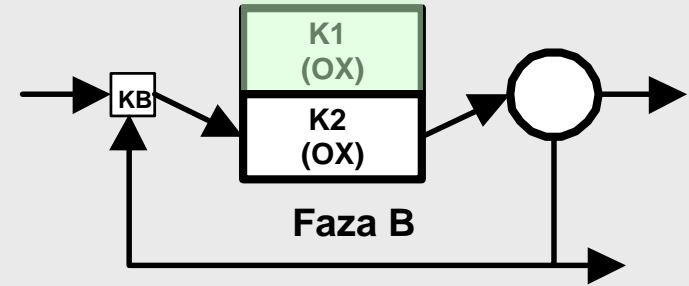 K1
(OX)
KB
K2
(OX)
Faza B